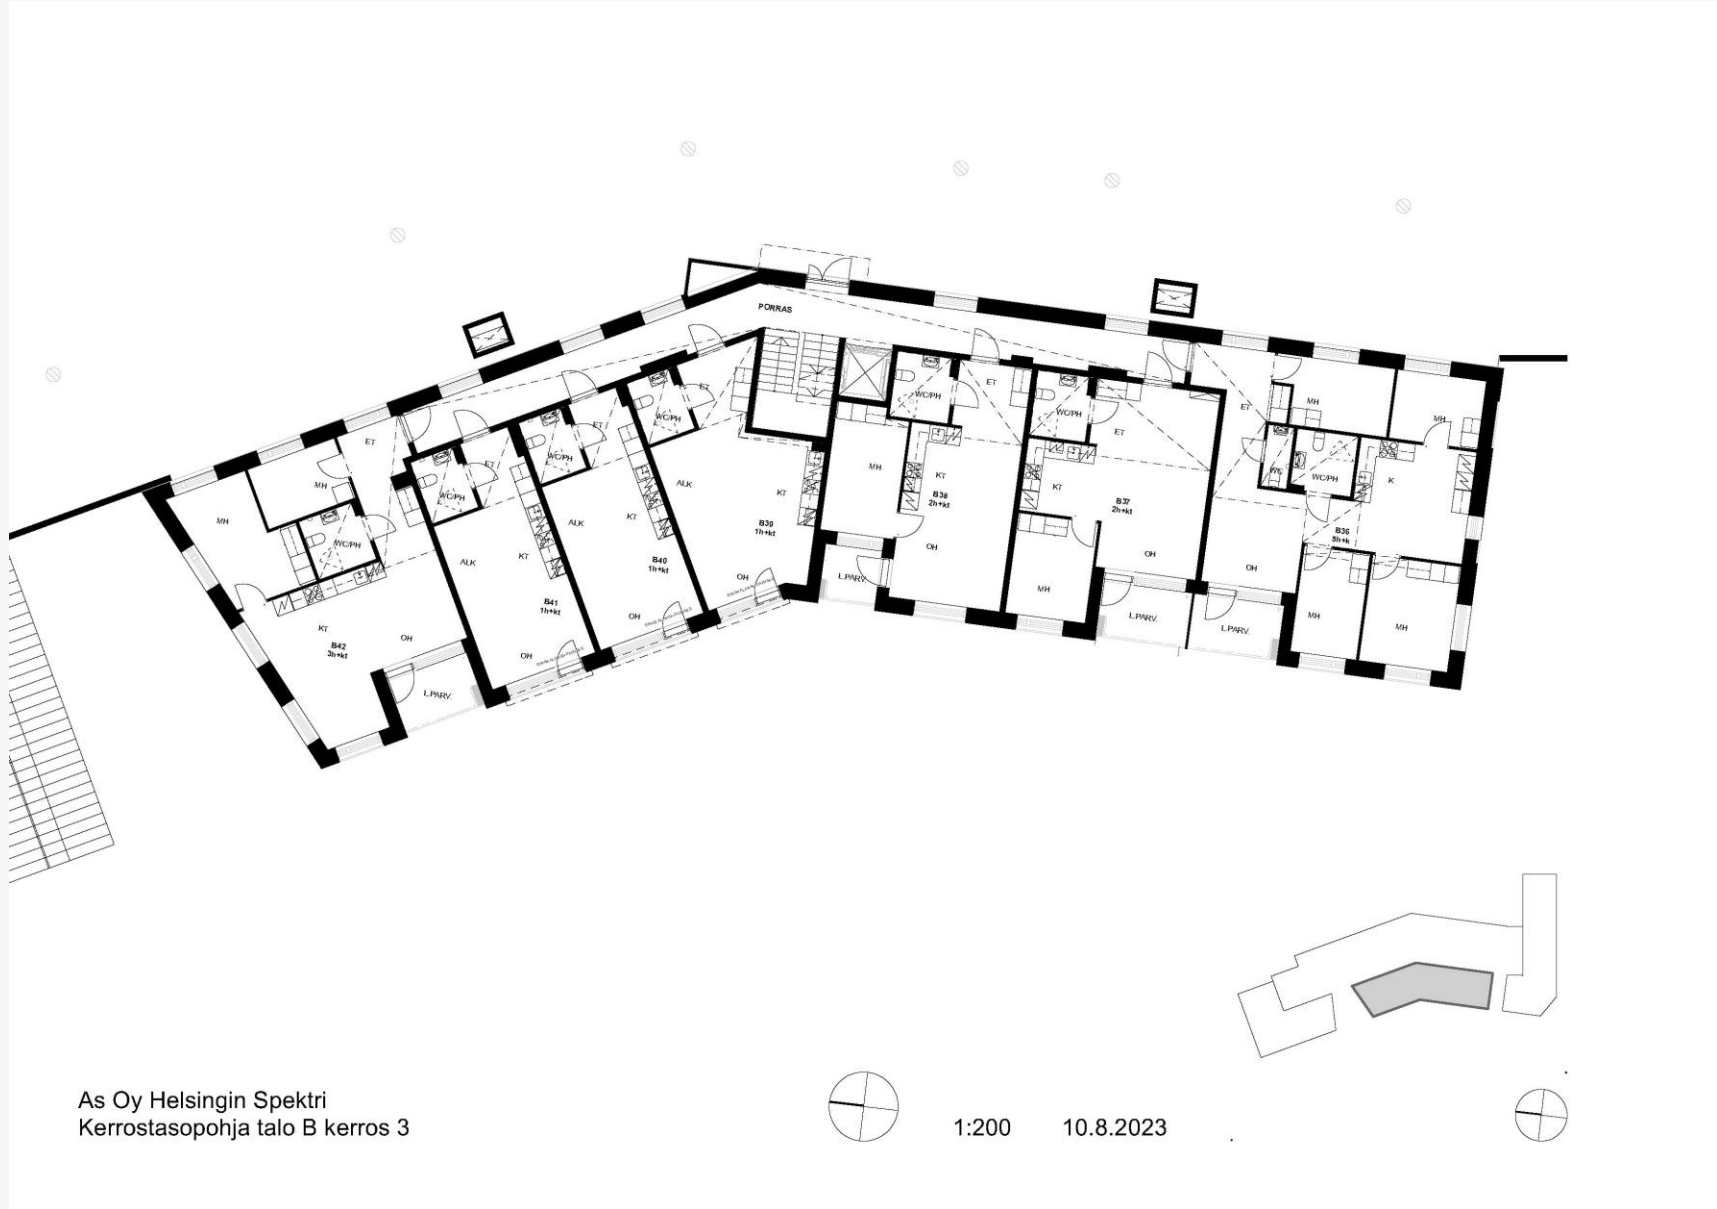 PORRAS
ET
MH
WC/PH
MH
KT
OH
B42
3h+kt
L.PARV.
ET
WC/PH
ALK
KT
B41
1h+kt
OH
ET
WC/PH
ALK
KT
B40
1h+kt
OH
ET
WC/PH
ALK
KT
B39
1h+kt
OH
WC/PH
ET
MH
KT
B38
2h+kt
OH
L.PARV.
WC/PH
ET
KT
B37
2h+kt
OH
MH
L.PARV.
ET
MH
MH
WC
WC/PH
K
B36
5h+k
OH
MH
MH
L.PARV.
As Oy Helsingin Spektri
Kerrostasopohja talo B kerros 3
1:200 10.8.2023